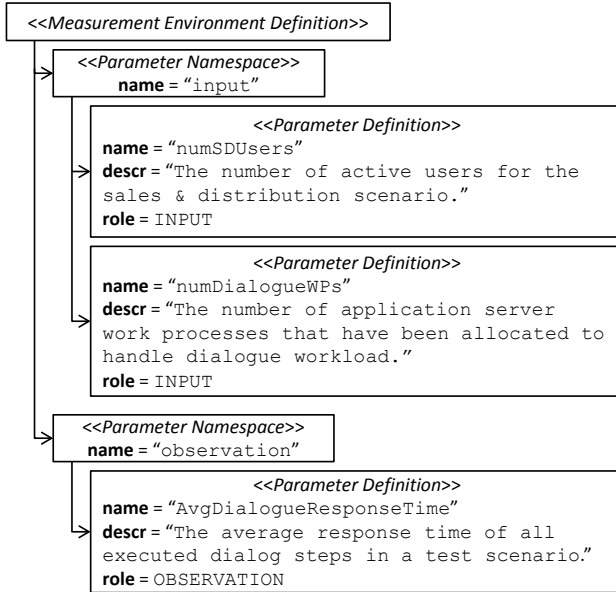 <<Measurement Environment Definition>>
<<Parameter Namespace>>
name = “input”
<<Parameter Definition>>
name = “numSDUsers”
descr = “The number of active users for the
sales & distribution scenario.”
role = INPUT
<<Parameter Definition>>
name = “numDialogueWPs”
descr = “The number of application server
work processes that have been allocated to
handle dialogue workload.”
role = INPUT
<<Parameter Namespace>>
name = “observation”
<<Parameter Definition>>
name = “AvgDialogueResponseTime”
descr = “The average response time of all
executed dialog steps in a test scenario.”
role = OBSERVATION